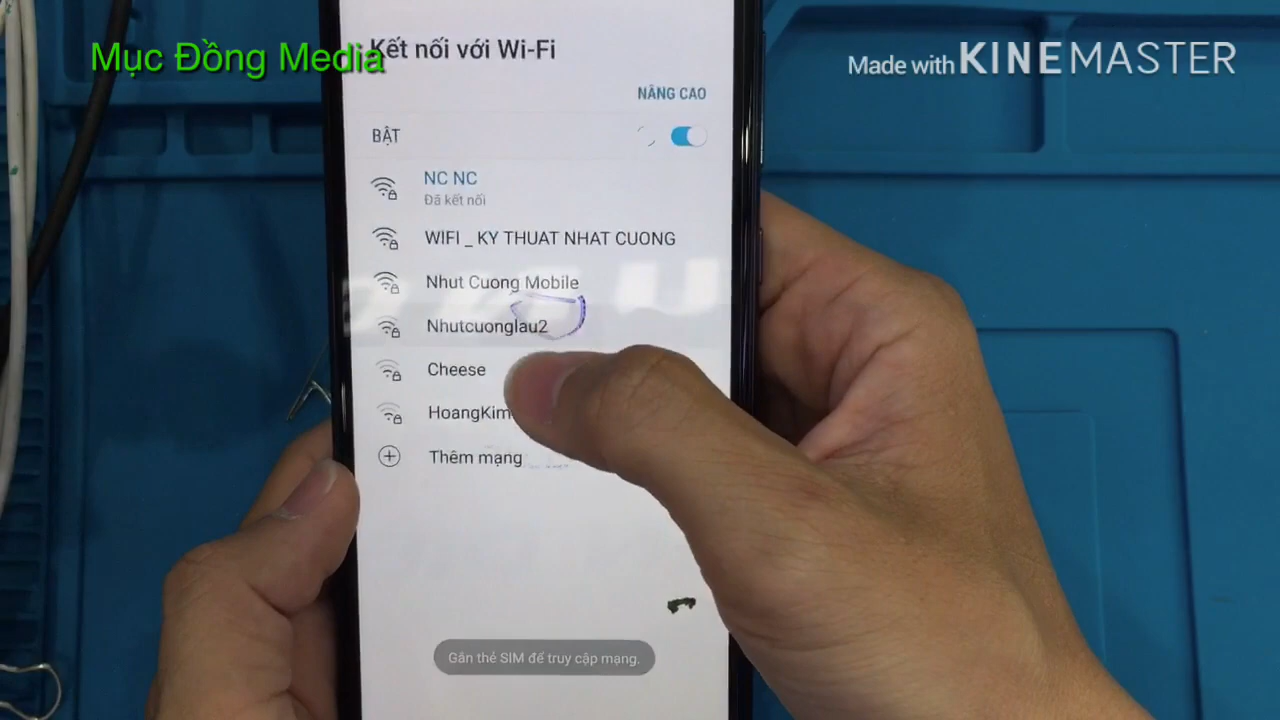 Mục Đồng Media
Made with KINEMASTER
Kết nối với Wi-Fi
NÂNG CAO
BẬT
NC NC
Đã kết nối
WIFI _ KY THUAT NHAT CUONG
Nhut Cuong Mobile
Nhutcuonglau2
Cheese
HoangKim
Thêm mạng
Gắn thẻ SIM để truy cập mạng.